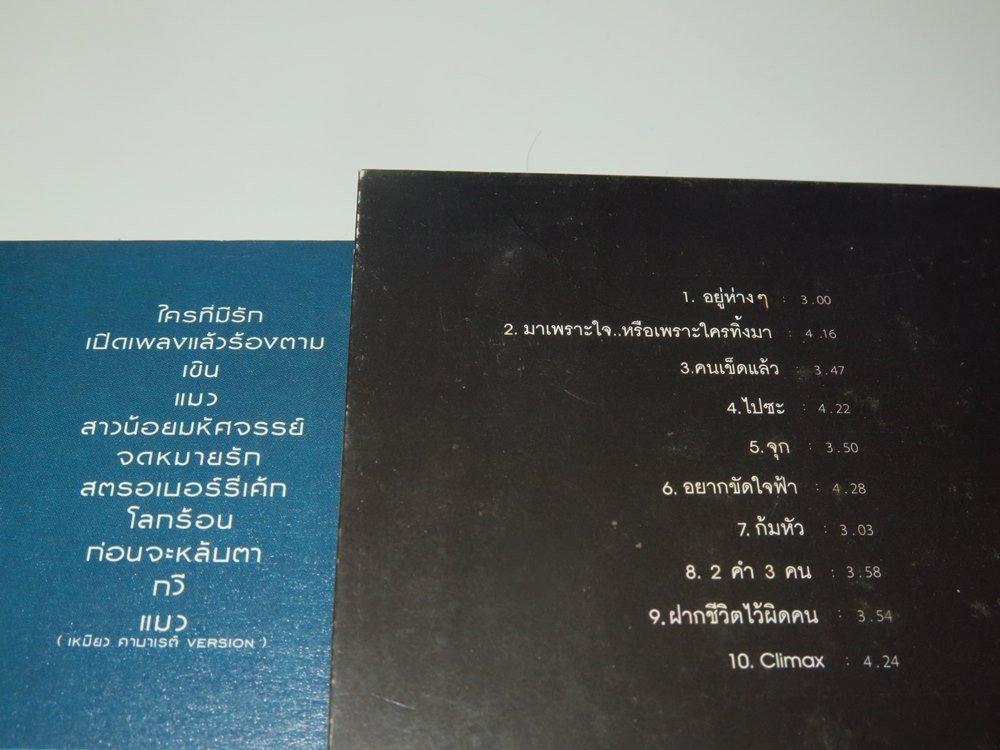 ใครที่มีรัก
เปิดเพลงแล้วร้องตาม
เขิน
แมว
สาวน้อยมหัศจรรย์
จดหมายรัก
สตรอเบอร์รี่เค้ก
โลกร้อน
ก่อนจะหลับตา
กวี
แมว
( เหมียว คาบาเรต์ VERSION )
1. อยู่ห่าง ๆ : 3.00
2. มาเพราะใจ..หรือเพราะใครทิ้งมา : 4.16
3.คนเข็ดแล้ว : 3.47
4.ไปซะ : 4.22
5.จุก : 3.50
6. อยากขัดใจฟ้า : 4.28
7. ก้มหัว : 3.03
8. 2 คำ 3 คน : 3.58
9.ฝากชีวิตไว้ผิดคน : 3.54
10. Climax : 4.24